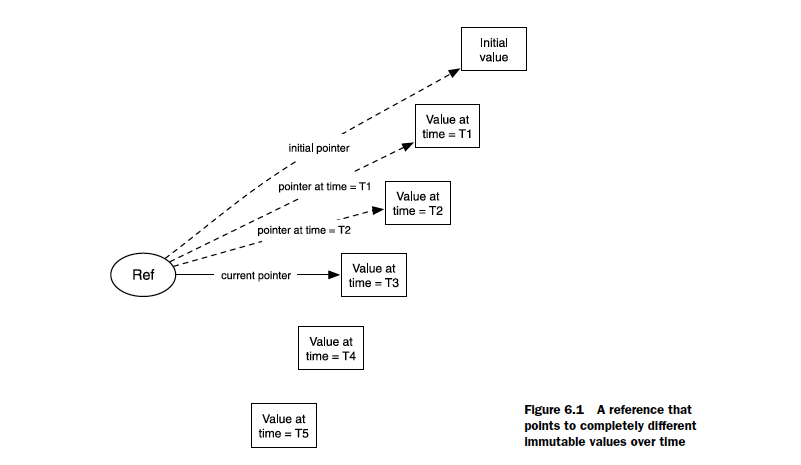 Initial
value
Value at
time = T1
initial pointer
pointer at time = T1
Value at
time = T2
pointer at time = T2
Ref
current pointer
Value at
time = T3
Value at
time = T4
Value at
time = T5
Figure 6.1 A reference that
points to completely different
immutable values over time